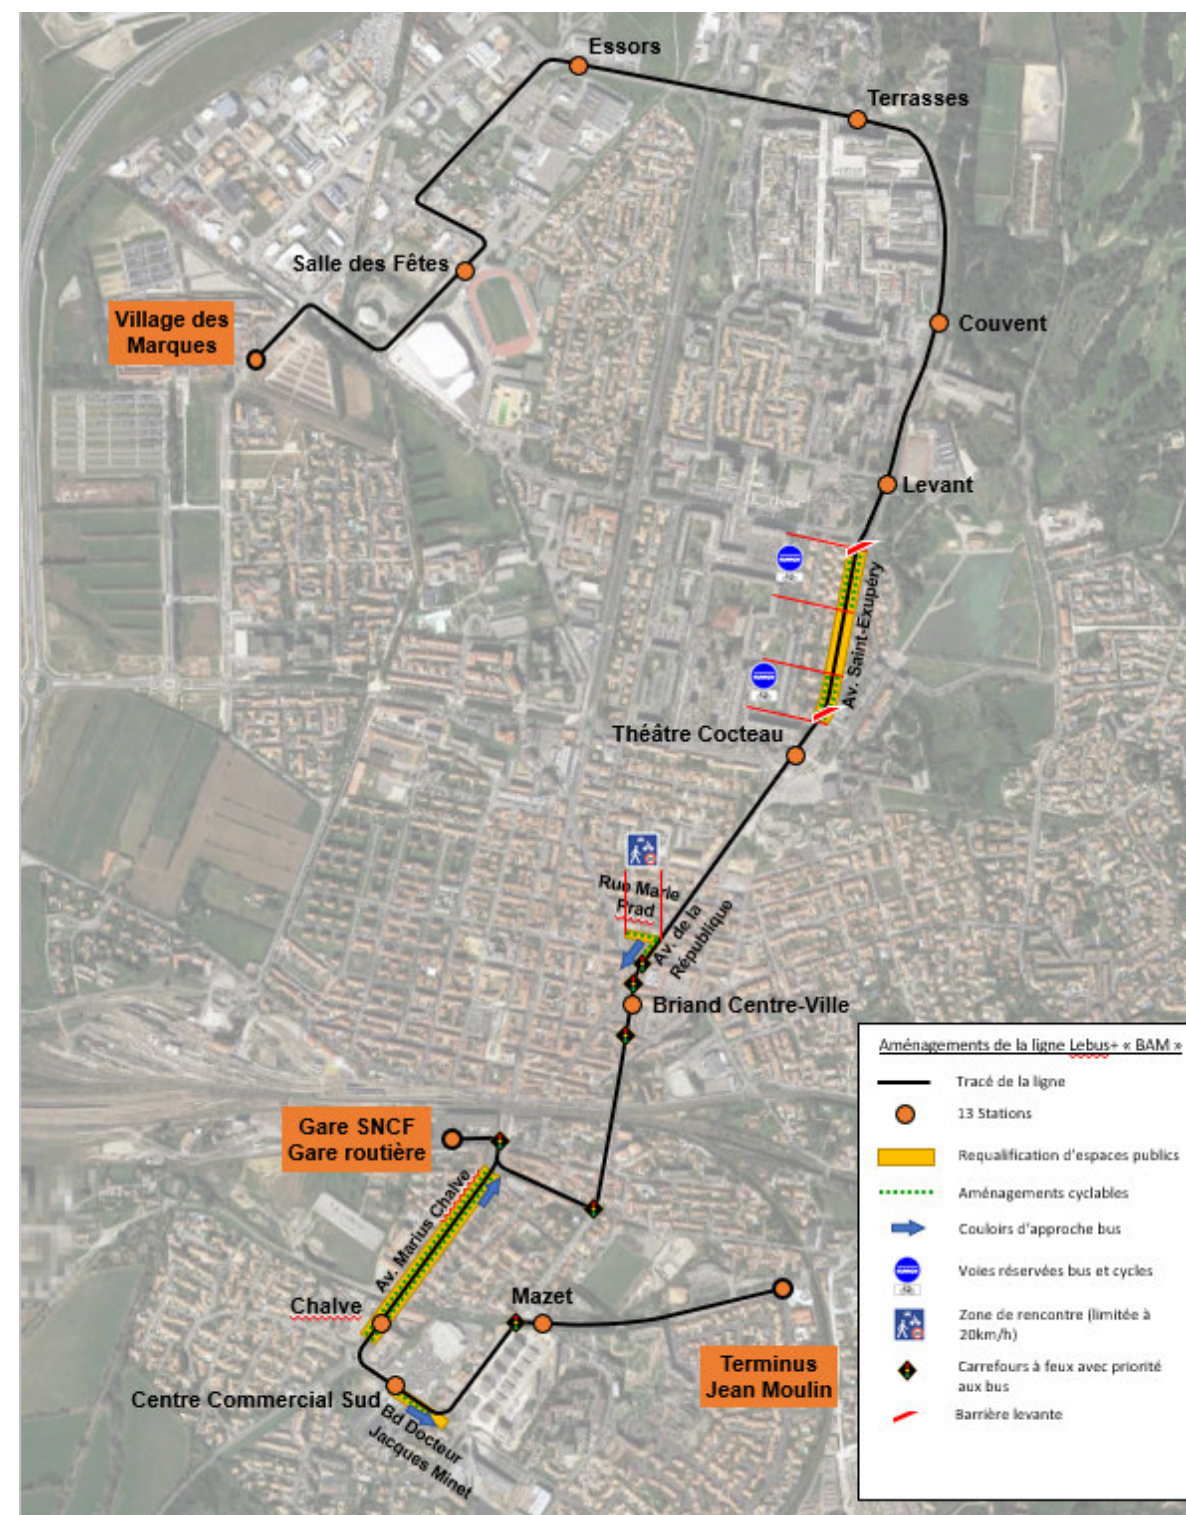 Essors
Terrasses
Salle des Fêtes
Village des
Marques
Couvent
Levant
Av. Saint-Exupéry
Théâtre Cocteau
Rue Marie
Prad
Av. de la
République
Briand Centre-Ville
Gare SNCF
Gare routière
Av. Marius Chalve
Chalve
Mazet
Terminus
Jean Moulin
Centre Commercial Sud
Bd Docteur
Jacques Minet
Aménagements de la ligne Lebus+ « BAM »
Tracé de la ligne
13 Stations
Requalification d'espaces publics
Aménagements cyclables
Couloirs d'approche bus
Voies réservées bus et cycles
Zone de rencontre (limitée à
20km/h)
Carrefours à feux avec priorité
aux bus
Barrière levante